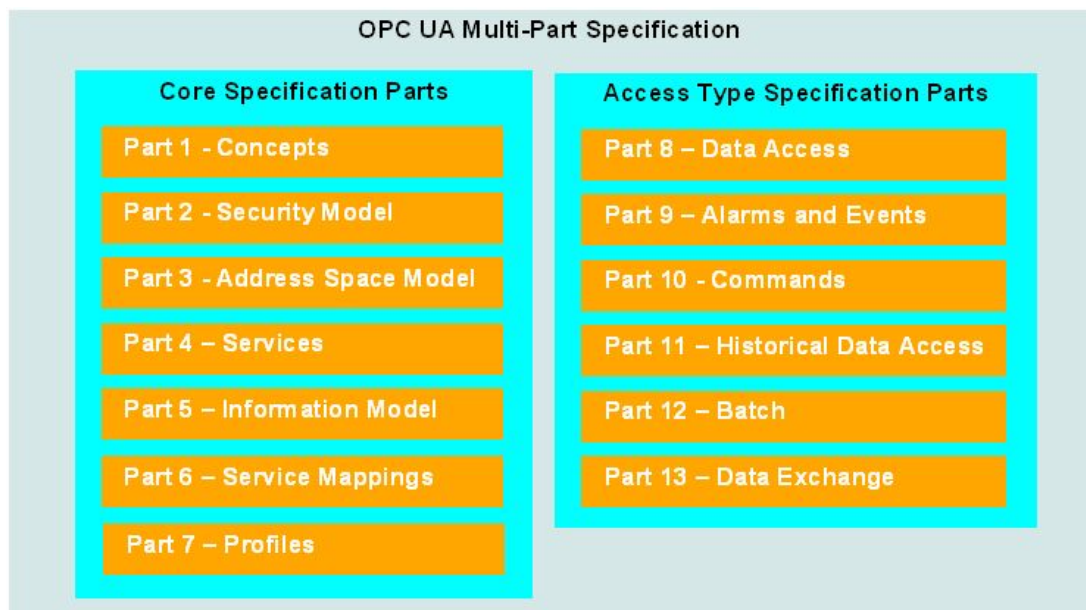 OPC UA Multi-Part Specification
Core Specification Parts
Part 1 - Concepts
Part 2 - Security Model
Part 3 - Address Space Model
Part 4 – Services
Part 5 – Information Model
Part 6 – Service Mappings
Part 7 – Profiles
Access Type Specification Parts
Part 8 – Data Access
Part 9 – Alarms and Events
Part 10 - Commands
Part 11 – Historical Data Access
Part 12 – Batch
Part 13 – Data Exchange